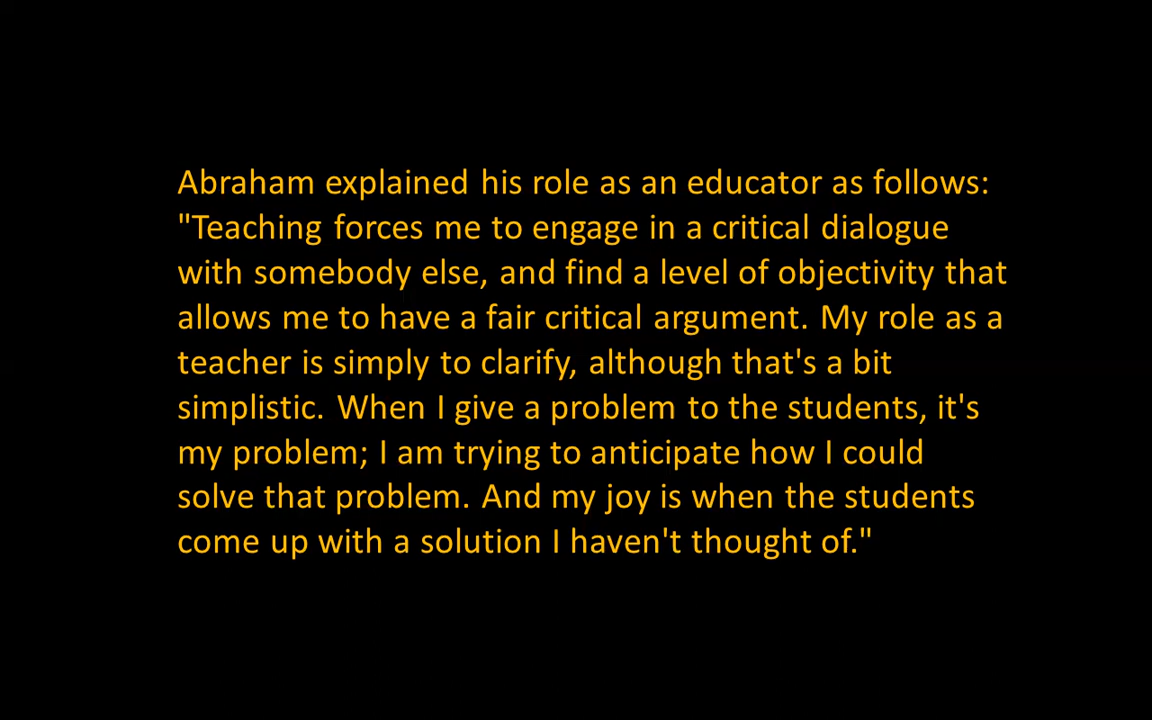 Abraham explained his role as an educator as follows:
"Teaching forces me to engage in a critical dialogue
with somebody else, and find a level of objectivity that
allows me to have a fair critical argument. My role as a
teacher is simply to clarify, although that's a bit
simplistic. When I give a problem to the students, it's
my problem; I am trying to anticipate how I could
solve that problem. And my joy is when the students
come up with a solution I haven't thought of."